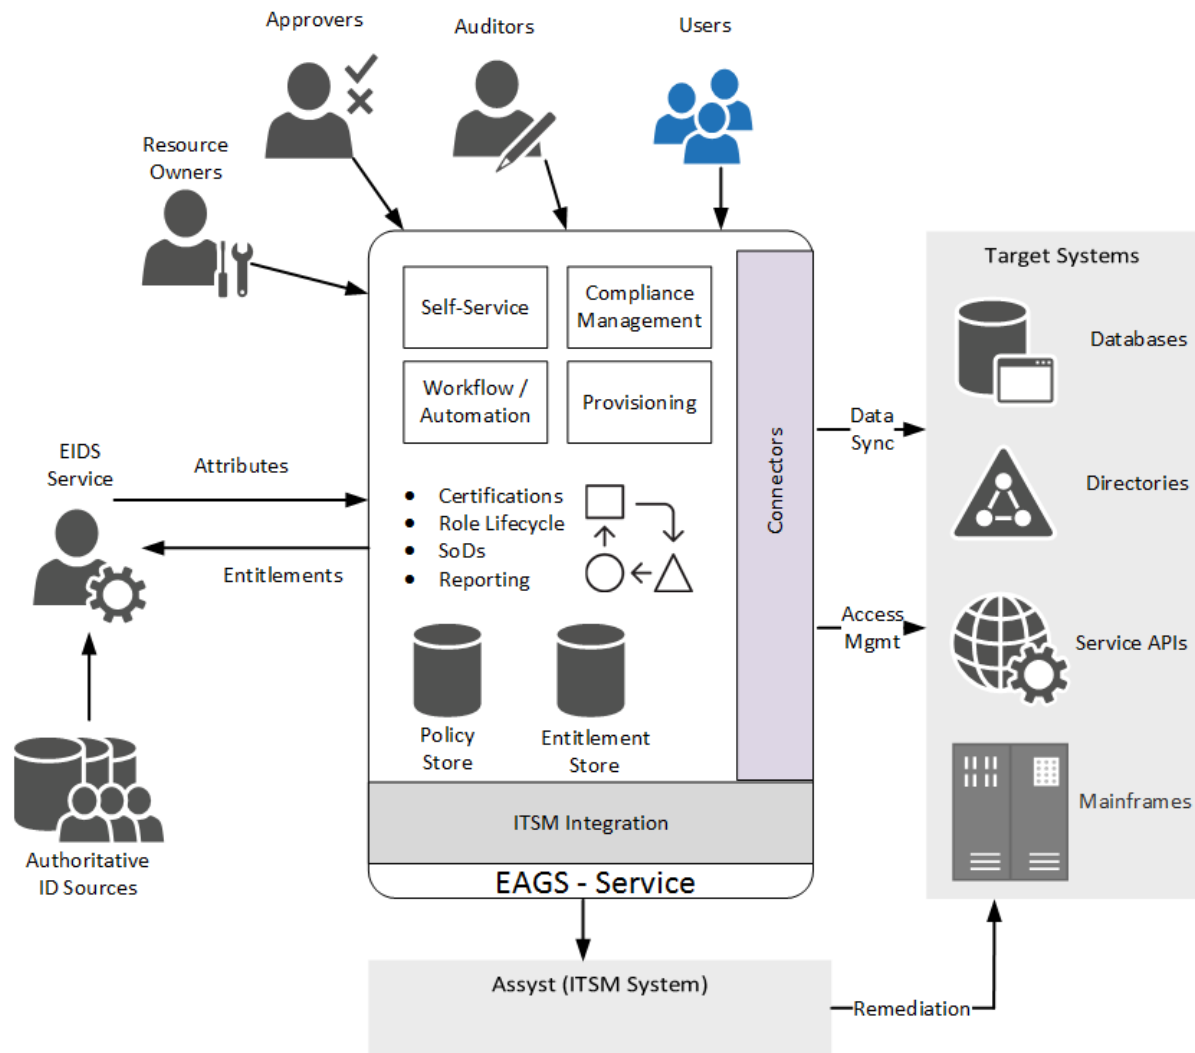 Approvers
Auditors
Users
Resource
Owners
Target Systems
Self-Service
Compliance
Management
Databases
Workflow /
Automation
Provisioning
Connectors
Data
Sync
EIDS
Service
Attributes
Directories
Certifications
Role Lifecycle
SoDs
Reporting
Entitlements
Access
Mgmt
Service APIs
Policy
Store
Entitlement
Store
Mainframes
ITSM Integration
Authoritative
ID Sources
EAGS - Service
Assyst (ITSM System)
Remediation